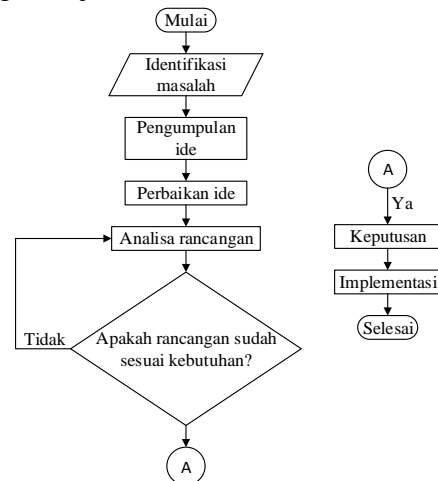 Mulai
Identifikasi
masalah
Pengumpulan
ide
Perbaikan ide
Analisa rancangan
Tidak
Apakah rancangan sudah
sesuai kebutuhan?
A
A
Ya
Keputusan
Implementasi
Selesai